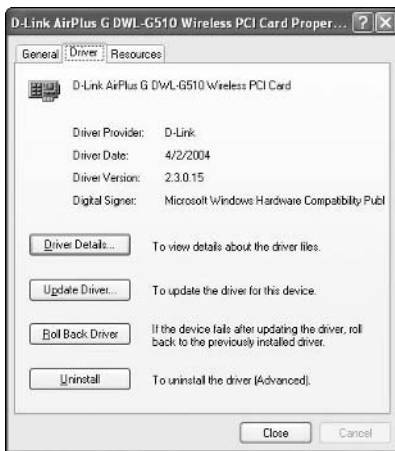 D-Link AirPlus G DWL-G510 Wireless PCI Card Proper...
General Driver Resources
D-Link AirPlus G DWL-G510 Wireless PCI Card
Driver Provider: D-Link
Driver Date: 4/2/2004
Driver Version: 2.3.0.15
Digital Signer: Microsoft Windows Hardware Compatibility Publ
Driver Details... To view details about the driver files.
Update Driver... To update the driver for this device.
Roll Back Driver If the device fails after updating the driver, roll
back to the previously installed driver.
Uninstall To uninstall the driver (Advanced).
Close Cancel